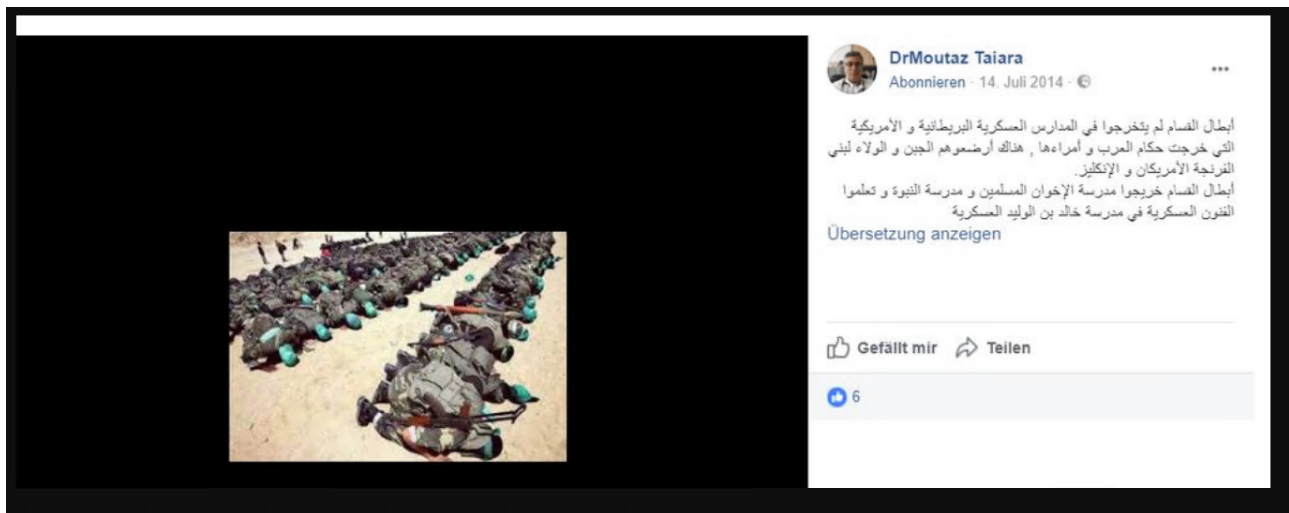 DrMoutaz Taiara
Abonnieren · 14. Juli 2014 ·
أبطال القسام لم يتخرجوا في المدارس العسكرية البريطانية و الأمريكية
التي خرجت حكام العرب و أمراءها , هناك أرضعوهم الجبن و الولاء لبني
الفرنجة الأمريكان و الإنكليز.
أبطال القسام خريجوا مدرسة الإخوان المسلمين و مدرسة النبوة و تعلموا
الفنون العسكرية في مدرسة خالد بن الوليد العسكرية
Übersetzung anzeigen
Gefällt mir Teilen
6